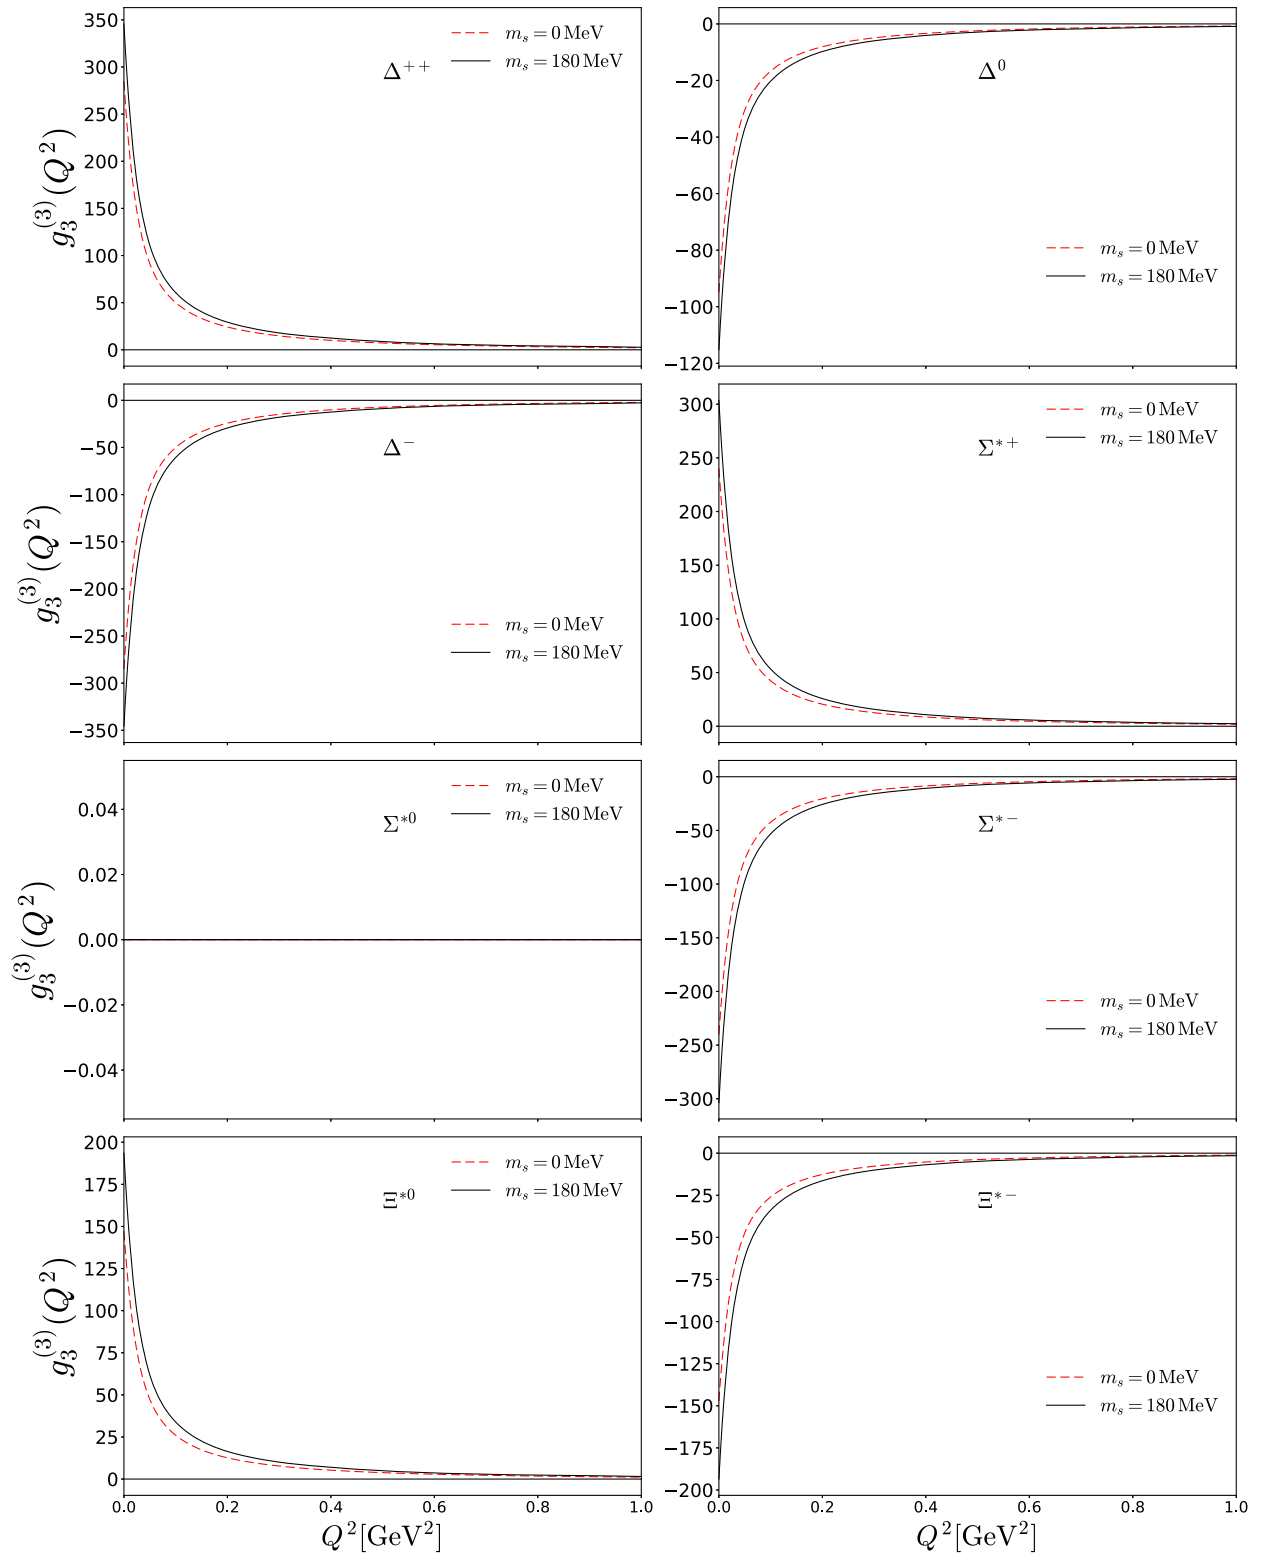 g_3^{(3)}(Q^2)
350
300
250
200
150
100
50
0
Δ^{++}
m_s = 0 MeV
m_s = 180 MeV
0
−20
−40
−60
−80
−100
−120
Δ^0
m_s = 0 MeV
m_s = 180 MeV
g_3^{(3)}(Q^2)
0
−50
−100
−150
−200
−250
−300
−350
Δ^−
m_s = 0 MeV
m_s = 180 MeV
300
250
200
150
100
50
0
Σ^{*+}
m_s = 0 MeV
m_s = 180 MeV
g_3^{(3)}(Q^2)
0.04
0.02
0.00
−0.02
−0.04
Σ^{*0}
m_s = 0 MeV
m_s = 180 MeV
0
−50
−100
−150
−200
−250
−300
Σ^{*−}
m_s = 0 MeV
m_s = 180 MeV
g_3^{(3)}(Q^2)
200
175
150
125
100
75
50
25
0
Ξ^{*0}
m_s = 0 MeV
m_s = 180 MeV
0.0 0.2 0.4 0.6 0.8 1.0
Q^2[GeV^2]
0
−25
−50
−75
−100
−125
−150
−175
−200
Ξ^{*−}
m_s = 0 MeV
m_s = 180 MeV
0.0 0.2 0.4 0.6 0.8 1.0
Q^2[GeV^2]